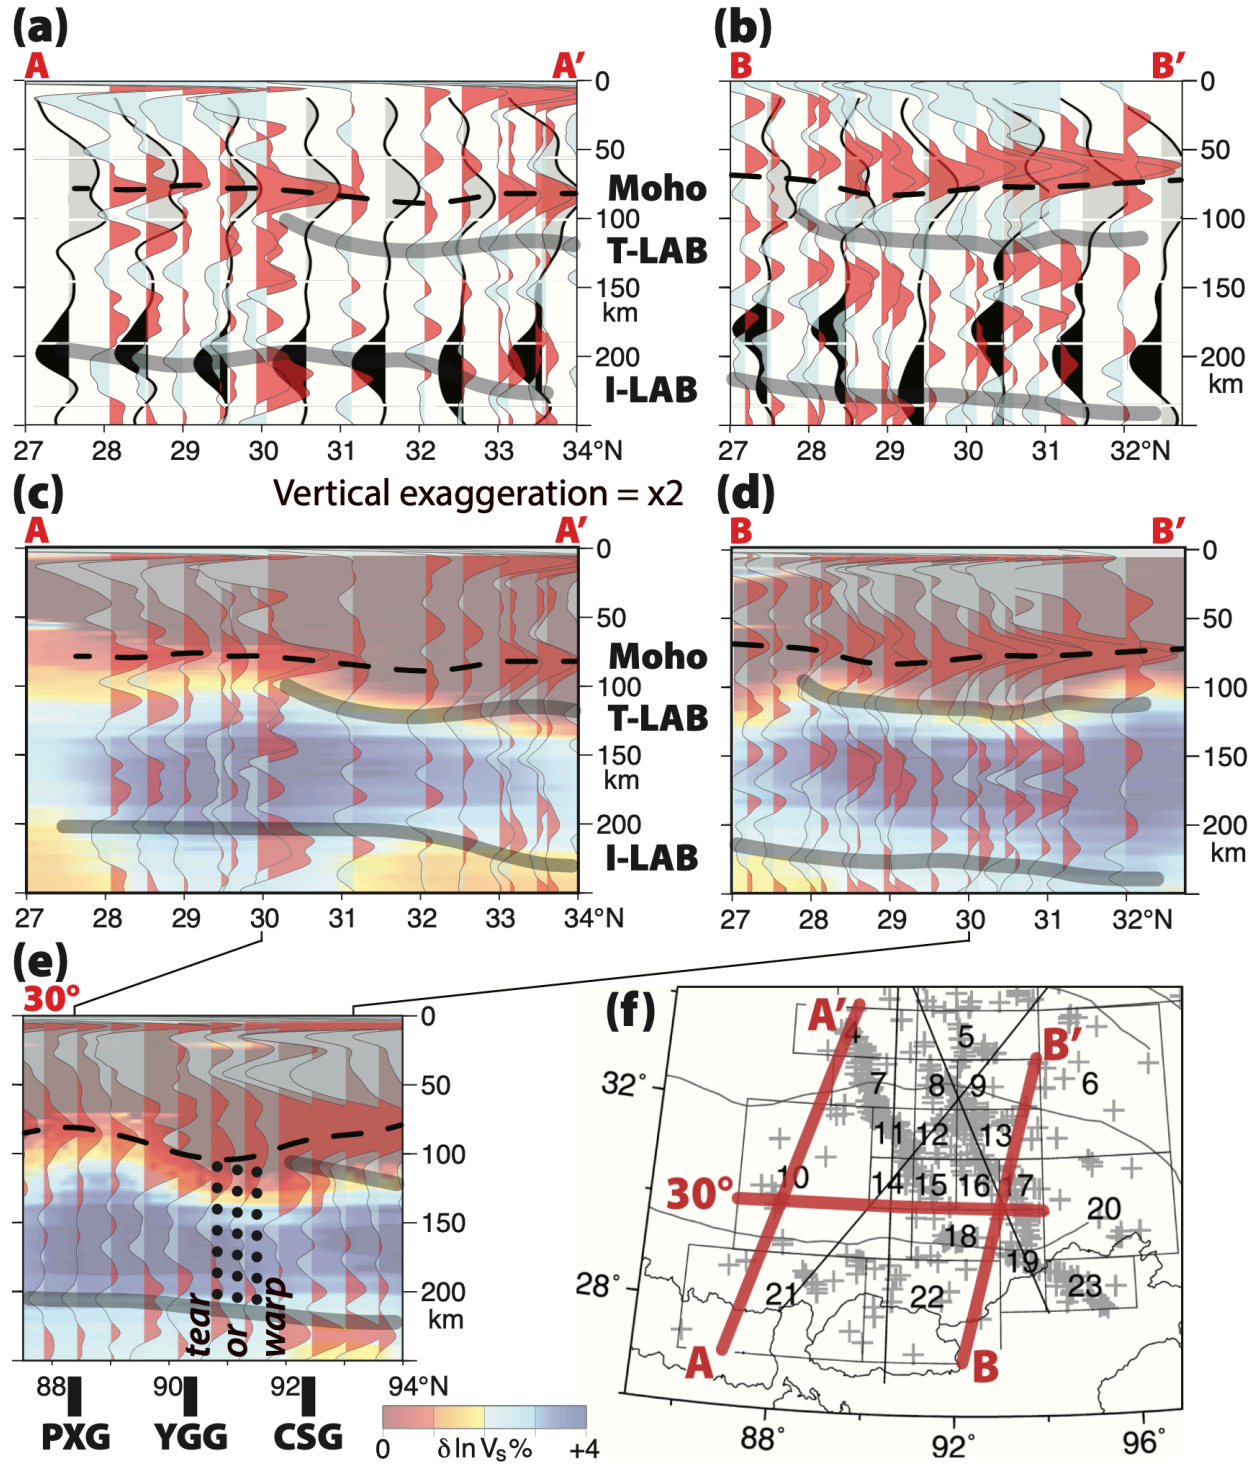 (a)
(b)
A
A′
B
B′
0
50
Moho
100
T-LAB
150
km
200
I-LAB
0
50
100
150
200
km
27 28 29 30 31 32 33 34°N
27 28 29 30 31 32°N
(c)
Vertical exaggeration = x2
(d)
A
A′
B
B′
0
50
Moho
100
T-LAB
150
km
200
I-LAB
0
50
100
150
200
km
27 28 29 30 31 32 33 34°N
27 28 29 30 31 32°N
(e)
30°
0
50
100
150
200
km
tear
or
warp
88 90 92 94°N
PXG YGG CSG
0 δ ln Vs% +4
(f)
A′
4
5
B′
32°
7 8 9 6
11 12 13
10 14 15 16 17
30°
20
18
19
28°
21 22 23
A
B
88° 92° 96°